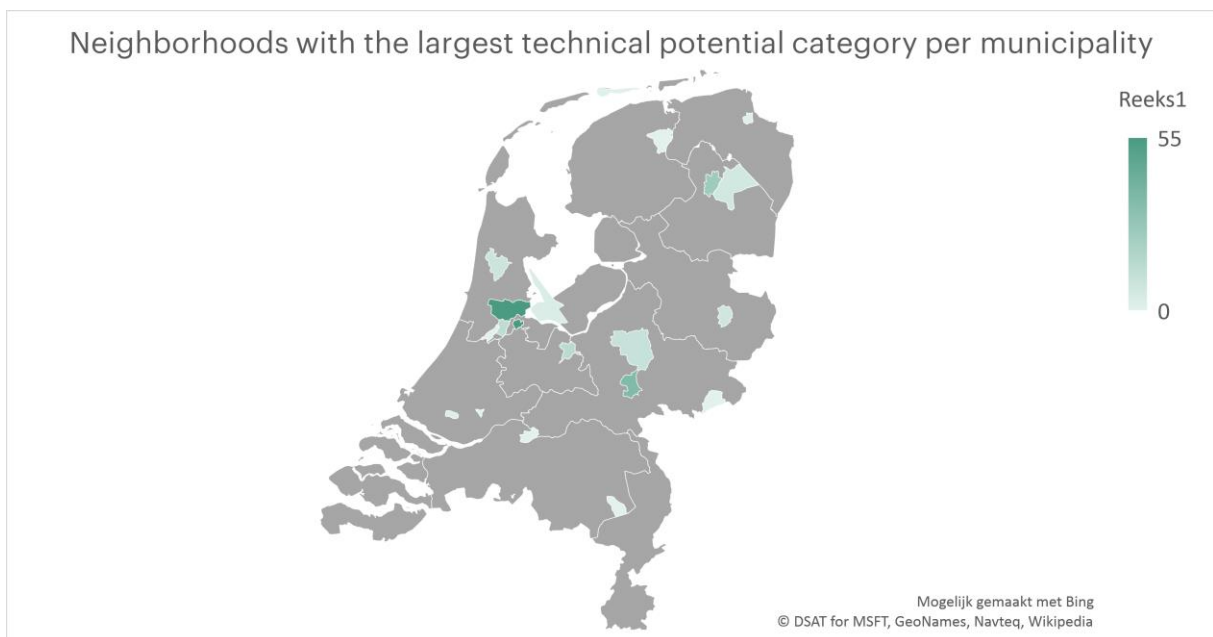 Neighborhoods with the largest technical potential category per municipality
Reeks1
55
0
Mogelijk gemaakt met Bing
© DSAT for MSFT, GeoNames, Navteq, Wikipedia